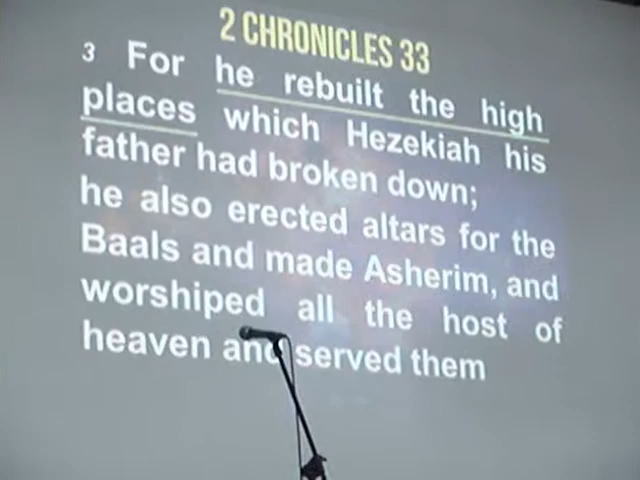 2 CHRONICLES 33
3 For he rebuilt the high
places which Hezekiah his
father had broken down;
he also erected altars for the
Baals and made Asherim, and
worshiped all the host of
heaven and served them